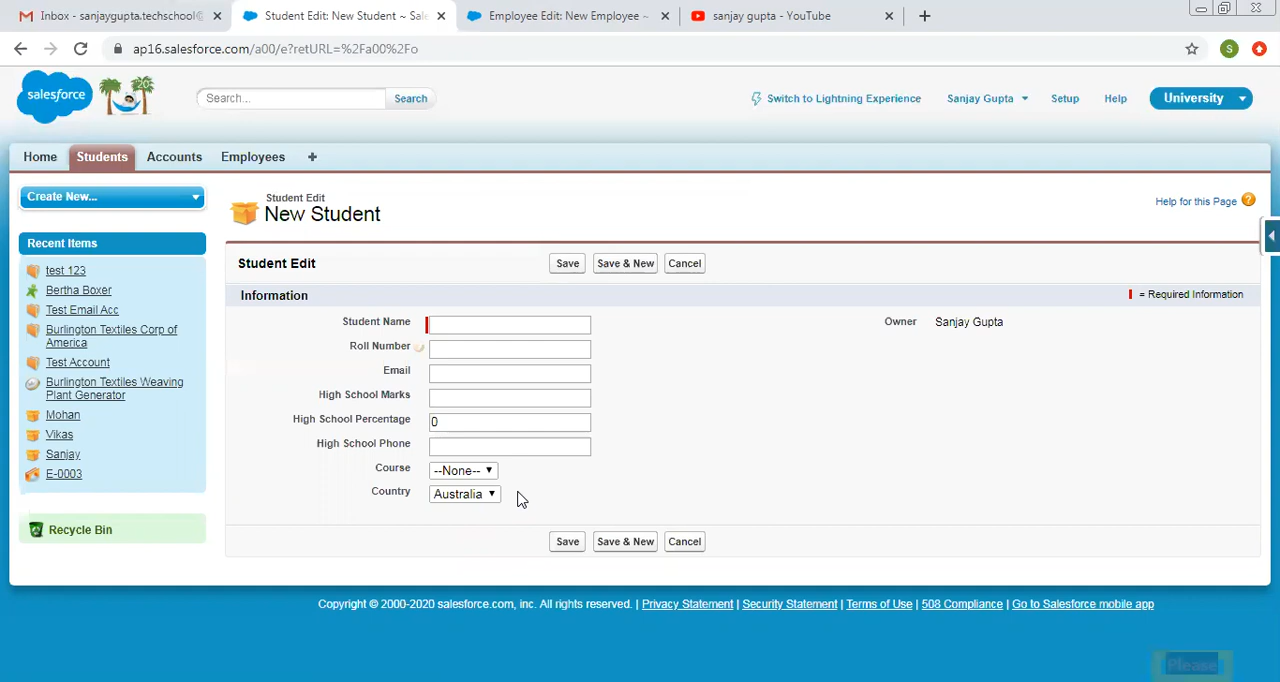 Inbox - sanjaygupta.techschool@
Student Edit: New Student ~ Sale
Employee Edit: New Employee ~
sanjay gupta - YouTube
ap16.salesforce.com/a00/e?retURL=%2Fa00%2Fo
S
salesforce
20
Search...
Search
Switch to Lightning Experience
Sanjay Gupta
Setup
Help
University
Home
Students
Accounts
Employees
+
Create New...
Student Edit
New Student
Help for this Page
?
Recent Items
test 123
Bertha Boxer
Test Email Acc
Burlington Textiles Corp of
America
Test Account
Burlington Textiles Weaving
Plant Generator
Mohan
Vikas
Sanjay
E-0003
Recycle Bin
Student Edit
Save
Save & New
Cancel
Information
= Required Information
Student Name
Owner Sanjay Gupta
Roll Number
Email
High School Marks
High School Percentage 0
High School Phone
Course --None--
Country Australia
Save
Save & New
Cancel
Copyright © 2000-2020 salesforce.com, inc. All rights reserved. | Privacy Statement | Security Statement | Terms of Use | 508 Compliance | Go to Salesforce mobile app
Please